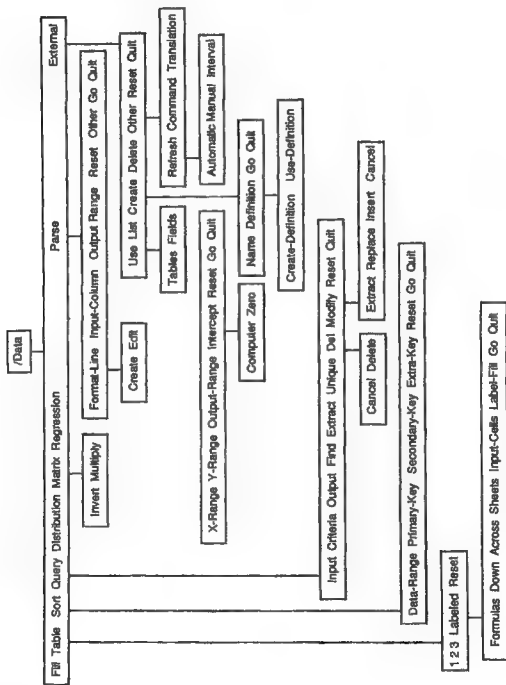 /Data
Fill Table Sort Query Distribution Matrix Regression Parse External
Invert Multiply
Format-Line Input-Column Output Range Reset Other Go Quit
Create Edit
Use List Create Delete Other Reset Quit
Tables Fields
Refresh Command Translation
Automatic Manual Interval
X-Range Y-Range Output-Range Intercept Reset Go Quit
Computer Zero
Name Definition Go Quit
Create-Definition Use-Definition
Input Criteria Output Find Extract Unique Del Modify Reset Quit
Cancel Delete
Extract Replace Insert Cancel
Data-Range Primary-Key Secondary-Key Extra-Key Reset Go Quit
1 2 3 Labeled Reset
Formulas Down Across Sheets Input-Cells Label-Fill Go Quit